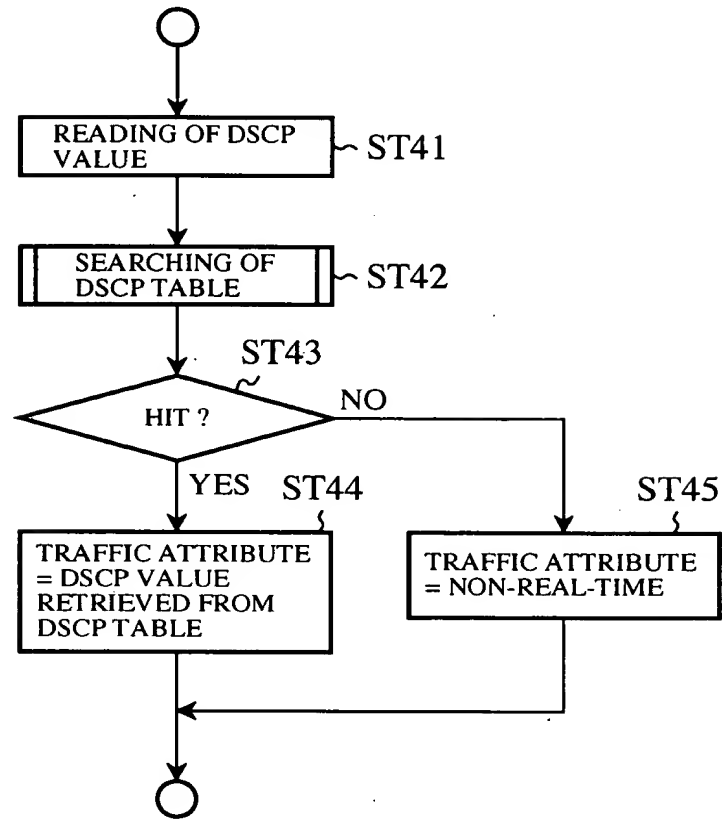 READING OF DSCP
VALUE
ST41
SEARCHING OF
DSCP TABLE
ST42
ST43
HIT ?
NO
YES
ST44
ST45
TRAFFIC ATTRIBUTE
= DSCP VALUE
RETRIEVED FROM
DSCP TABLE
TRAFFIC ATTRIBUTE
= NON-REAL-TIME